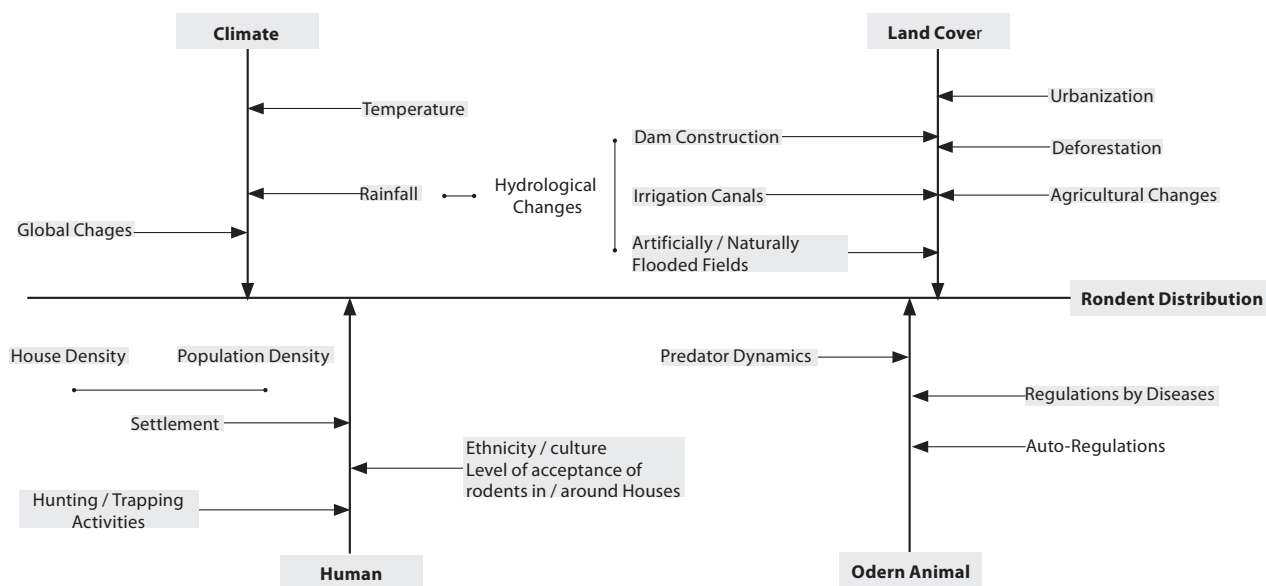 Climate
Land Cover
Temperature
Urbanization
Dam Construction
Deforestation
Rainfall
Hydrological
Changes
Irrigation Canals
Agricultural Changes
Global Chages
Artificially / Naturally
Flooded Fields
Rondent Distribution
House Density
Population Density
Predator Dynamics
Regulations by Diseases
Settlement
Ethnicity / culture
Level of acceptance of
rodents in / around Houses
Auto-Regulations
Hunting / Trapping
Activities
Human
Odern Animal